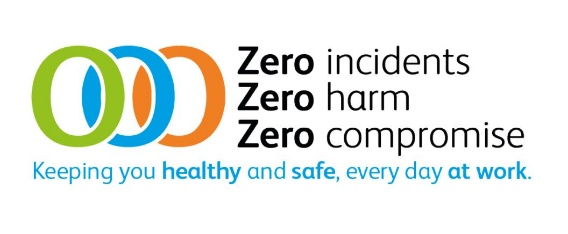 Zero incidents
Zero harm
Zero compromise
Keeping you healthy and safe, every day at work.